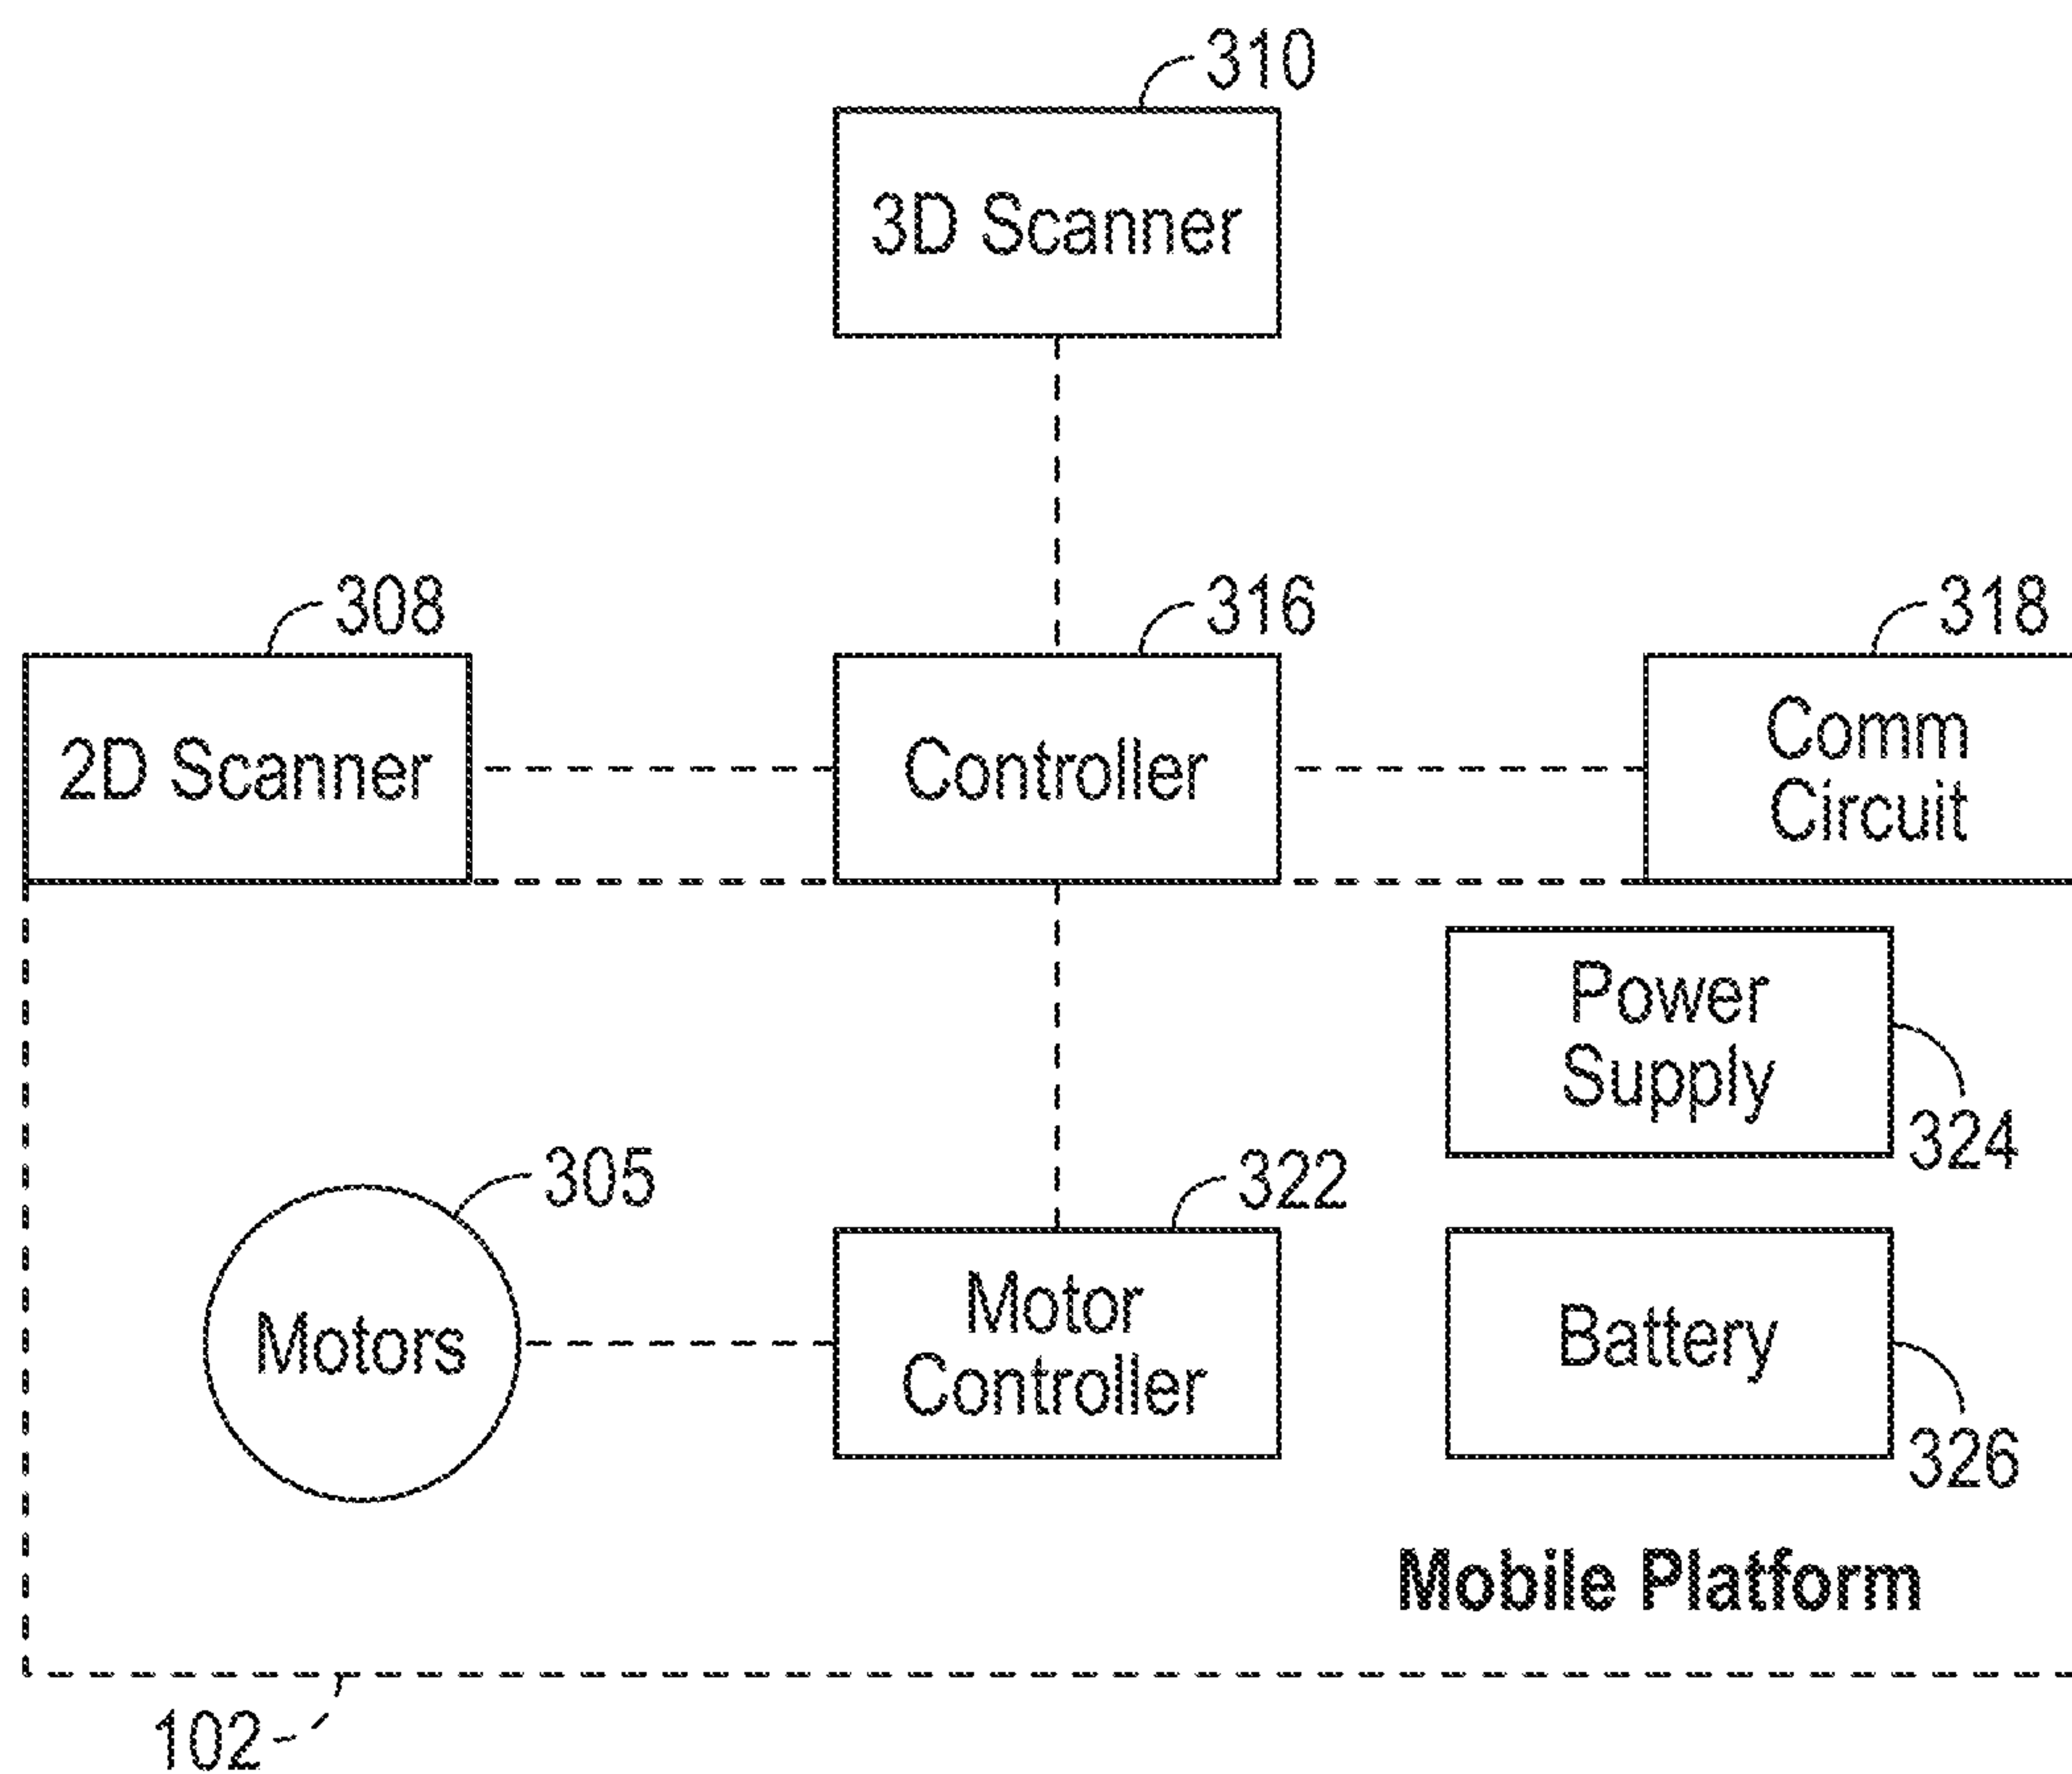 310
3D Scanner
308
316
318
2D Scanner
Controller
Comm
Circuit
Power
Supply
324
305
322
Motors
Motor
Controller
Battery
326
Mobile Platform
102